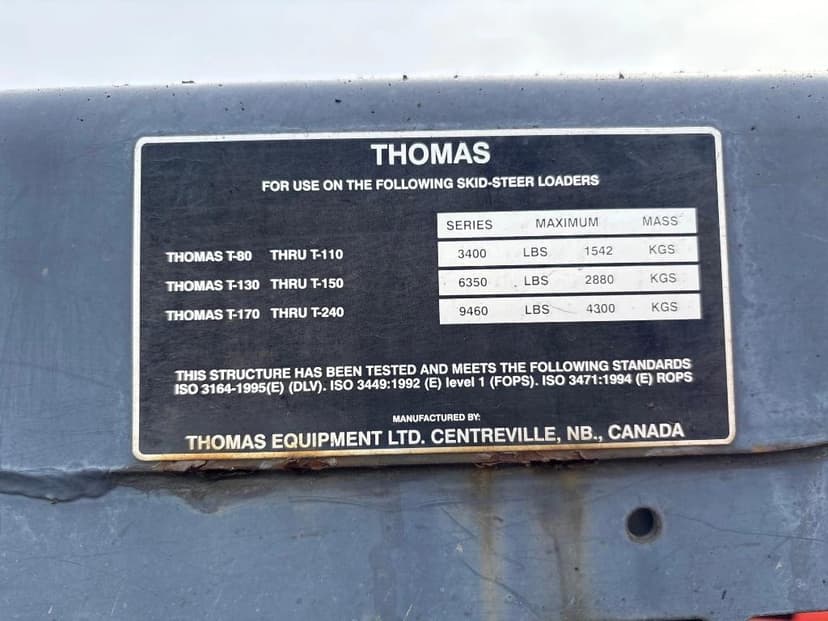 THOMAS
FOR USE ON THE FOLLOWING SKID-STEER LOADERS
SERIES MAXIMUM MASS
THOMAS T-80 THRU T-110 3400 LBS 1542 KGS
THOMAS T-130 THRU T-150 6350 LBS 2880 KGS
THOMAS T-170 THRU T-240 9460 LBS 4300 KGS
THIS STRUCTURE HAS BEEN TESTED AND MEETS THE FOLLOWING STANDARDS
ISO 3164-1995(E) (DLV). ISO 3449:1992 (E) level 1 (FOPS). ISO 3471:1994 (E) ROPS
MANUFACTURED BY:
THOMAS EQUIPMENT LTD. CENTREVILLE, NB., CANADA